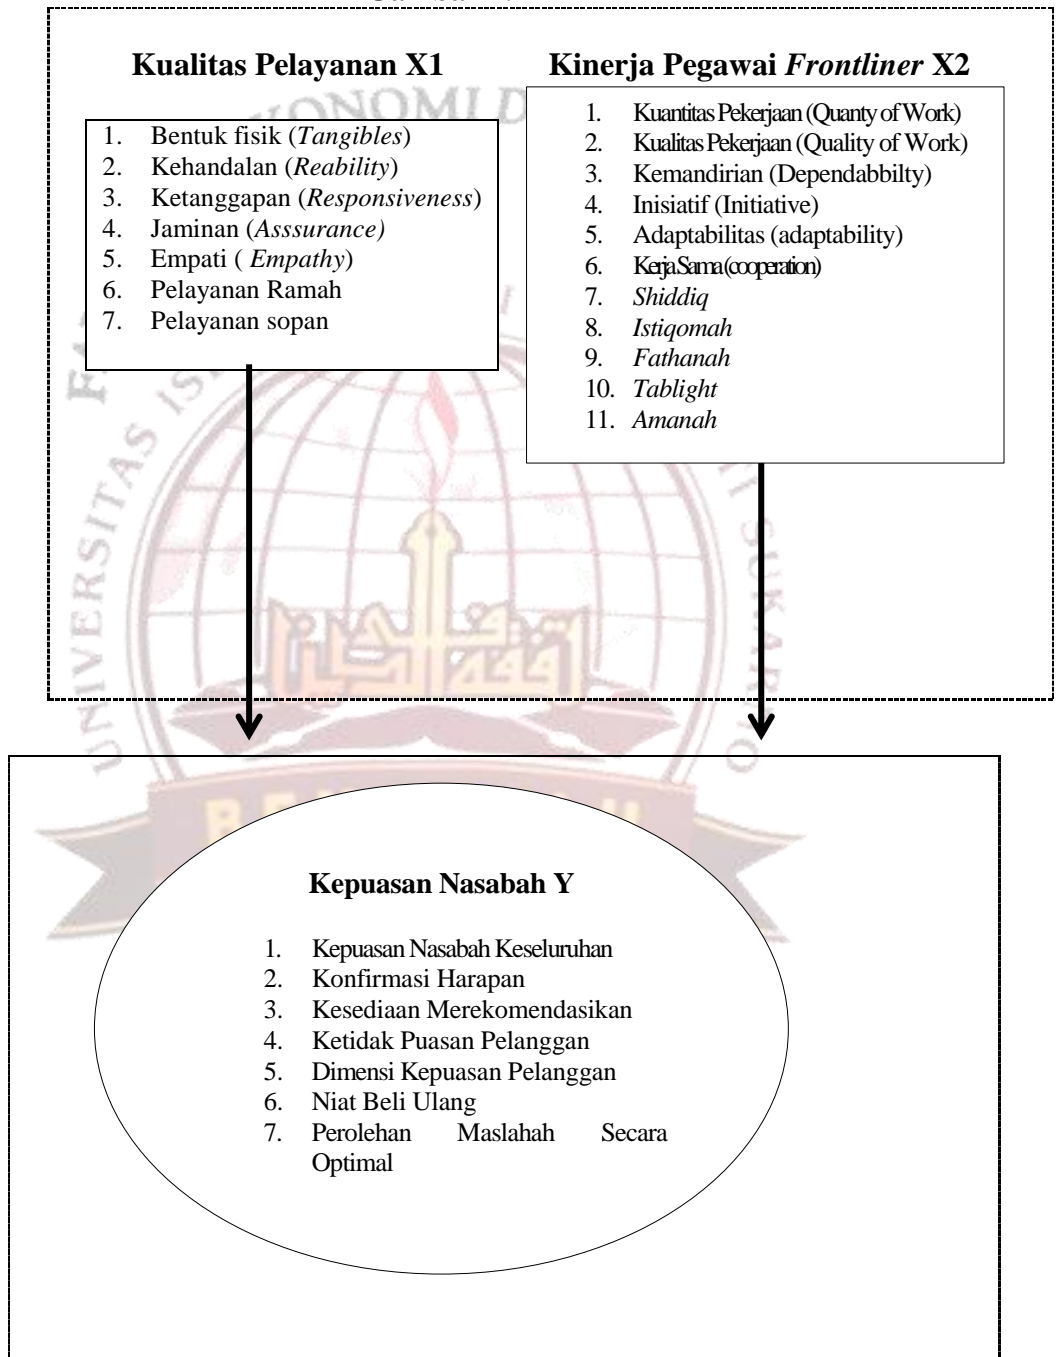 Kualitas Pelayanan X1
1. Bentuk fisik (Tangibles)
2. Kehandalan (Reability)
3. Ketanggapan (Responsiveness)
4. Jaminan (Asssurance)
5. Empati ( Empathy)
6. Pelayanan Ramah
7. Pelayanan sopan
Kinerja Pegawai Frontliner X2
1. Kuantitas Pekerjaan (Quanty of Work)
2. Kualitas Pekerjaan (Quality of Work)
3. Kemandirian (Dependabbilty)
4. Inisiatif (Initiative)
5. Adaptabilitas (adaptability)
6. Kerja Sama (cooperation)
7. Shiddiq
8. Istiqomah
9. Fathanah
10. Tablight
11. Amanah
UNIVERSITAS
SUKARNO
Kepuasan Nasabah Y
1. Kepuasan Nasabah Keseluruhan
2. Konfirmasi Harapan
3. Kesediaan Merekomendasikan
4. Ketidak Puasan Pelanggan
5. Dimensi Kepuasan Pelanggan
6. Niat Beli Ulang
7. Perolehan Maslahah Secara
Optimal